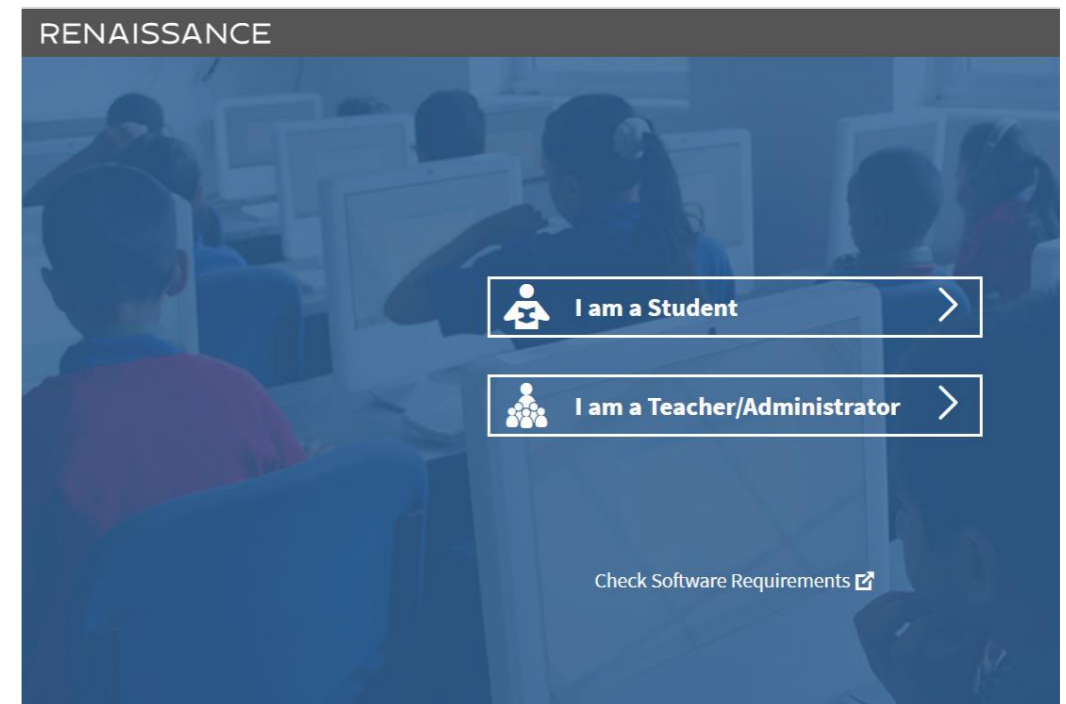 RENAISSANCE
I am a Student
I am a Teacher/Administrator
Check Software Requirements